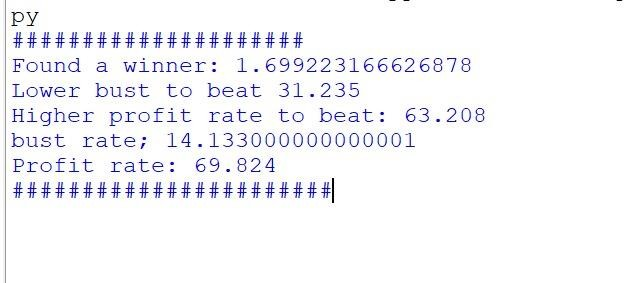 py
#####################
Found a winner: 1.699223166626878
Lower bust to beat 31.235
Higher profit rate to beat: 63.208
bust rate; 14.133000000000001
Profit rate: 69.824
#######################